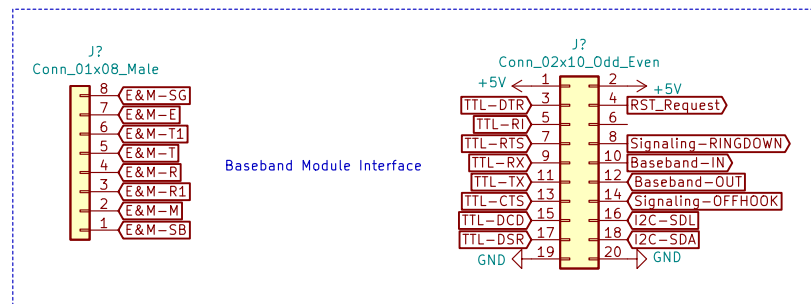 J?
Conn_01x08_Male
8 E&M-SG
7 E&M-E
6 E&M-T1
5 E&M-T
4 E&M-R
3 E&M-R1
2 E&M-M
1 E&M-SB
Baseband Module Interface
J?
Conn_02x10_Odd_Even
+5V 1 2 +5V
TTL-DTR 3 4 RST_Request
TTL-RI 5 6
TTL-RTS 7 8 Signaling-RINGDOWN
TTL-RX 9 10 Baseband-IN
TTL-TX 11 12 Baseband-OUT
TTL-CTS 13 14 Signaling-OFFHOOK
TTL-DCD 15 16 I2C-SDL
TTL-DSR 17 18 I2C-SDA
GND 19 20 GND